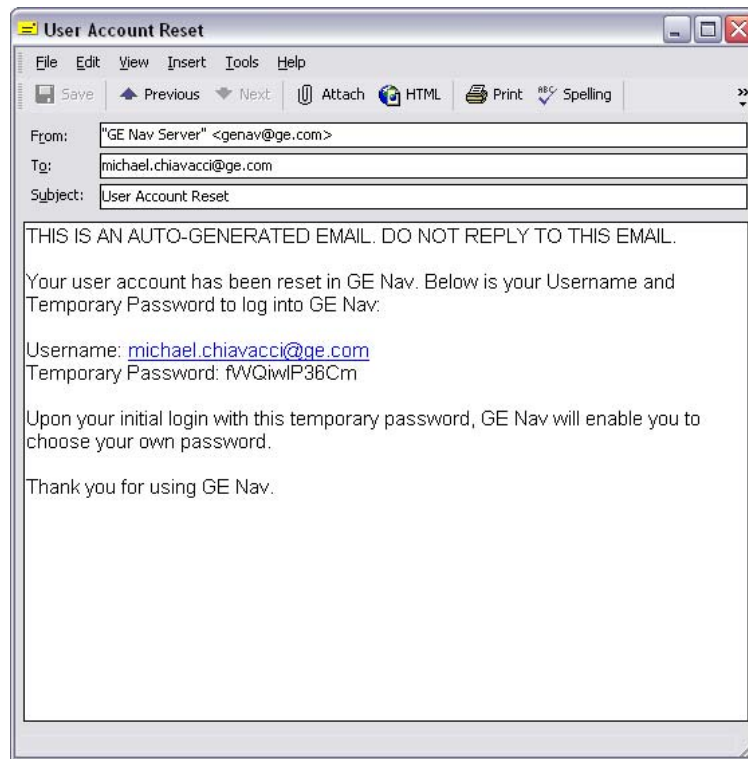 User Account Reset
File Edit View Insert Tools Help
Save Previous Next Attach HTML Print ABC Spelling »
From: "GE Nav Server" <genav@ge.com>
To: michael.chiavacci@ge.com
Subject: User Account Reset
THIS IS AN AUTO-GENERATED EMAIL. DO NOT REPLY TO THIS EMAIL.
Your user account has been reset in GE Nav. Below is your Username and
Temporary Password to log into GE Nav:
Username: michael.chiavacci@ge.com
Temporary Password: fWQiwlP36Cm
Upon your initial login with this temporary password, GE Nav will enable you to
choose your own password.
Thank you for using GE Nav.